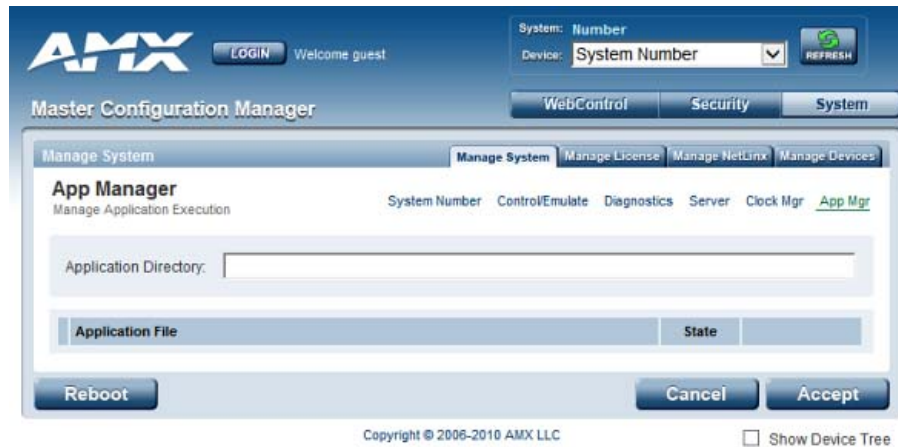 System: Number
AMX LOGIN Welcome guest
Device: System Number REFRESH
Master Configuration Manager
WebControl Security System
Manage System
Manage System Manage License Manage NetLinx Manage Devices
App Manager
Manage Application Execution
System Number Control/Emulate Diagnostics Server Clock Mgr App Mgr
Application Directory:
Application File State
Reboot Cancel Accept
Copyright © 2006-2010 AMX LLC
Show Device Tree